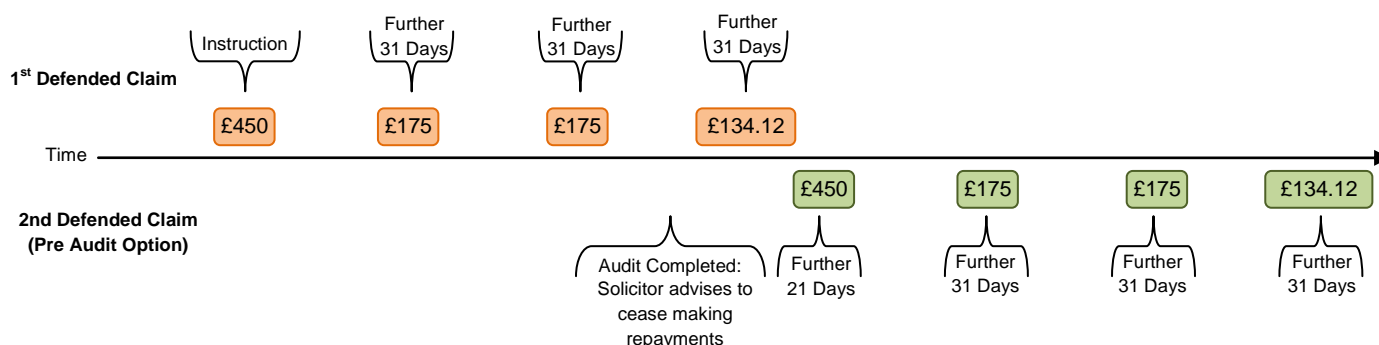 Instruction
Further
31 Days
Further
31 Days
Further
31 Days
1st Defended Claim
£450
£175
£175
£134.12
Time
£450
£175
£175
£134.12
2nd Defended Claim
(Pre Audit Option)
Audit Completed:
Solicitor advises to
cease making
repayments
Further
21 Days
Further
31 Days
Further
31 Days
Further
31 Days